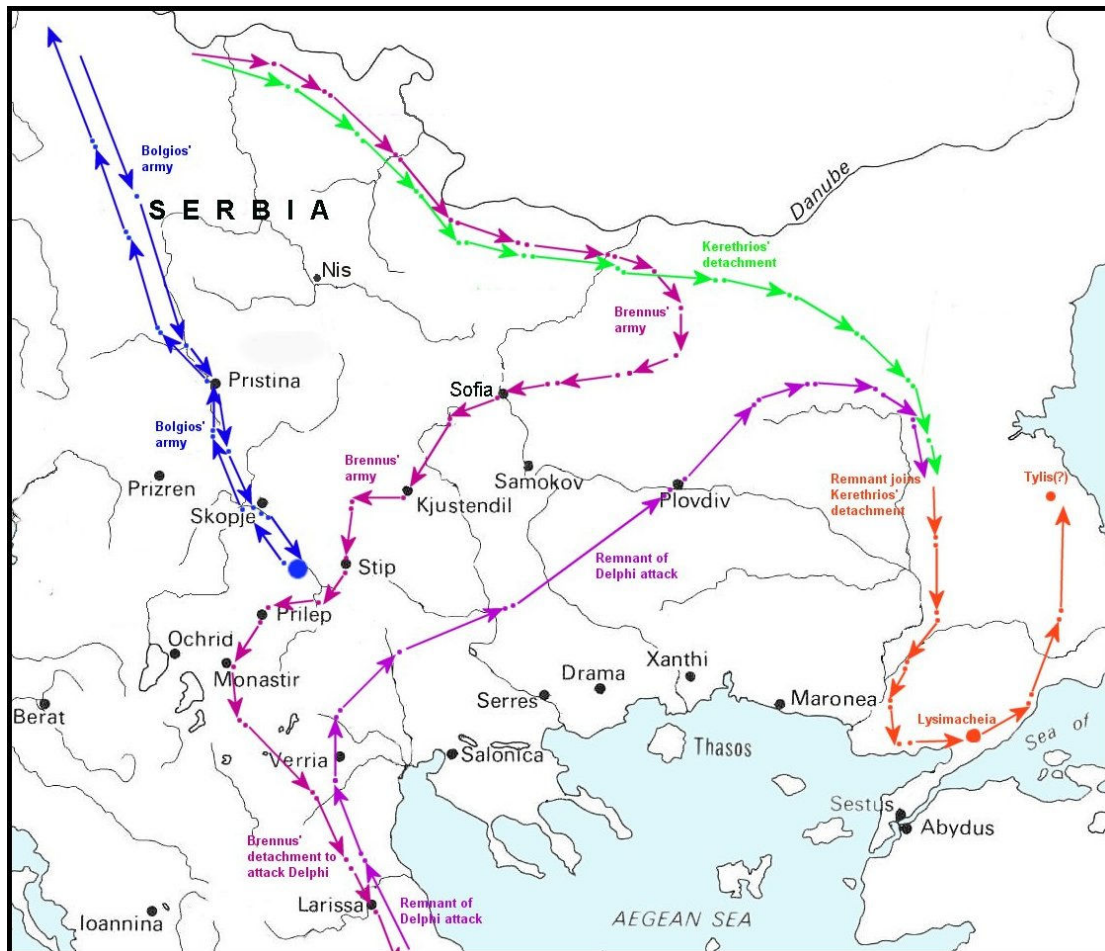 Bolgios'
army
SERBIA
Danube
Kerethrios'
detachment
Nis
Brennus'
army
Pristina
Sofia
Bolgios'
army
Brennus'
army
Prizren
Samokov
Remnant joins
Kerethrios'
detachment
Tylis(?)
Kjustendil
Plovdiv
Skopje
Stip
Remnant of
Delphi attack
Prilep
Ochrid
Monastir
Xanthi
Drama
Serres
Maronea
Berat
Lysimacheia
Sea of
Verria
Salonica
Thasos
Sestus
Abydus
Brennus'
detachment to
attack Delphi
Larissa
Remnant of
Delphi attack
Ioannina
AEGEAN SEA